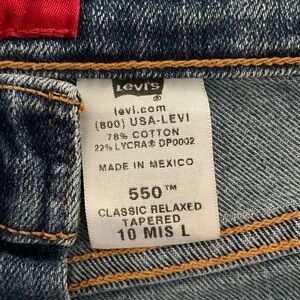 Levi's
®
levi.com
(800) USA-LEVI
78% COTTON
22% LYCRA® DP0002
MADE IN MEXICO
550™
CLASSIC RELAXED
TAPERED
10 MIS L